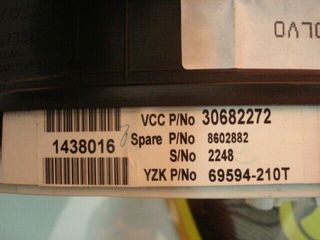 OLVO
VCC P/No 30682272
1438016
Spare P/No 8602882
S/No 2248
YZK P/No 69594-210T